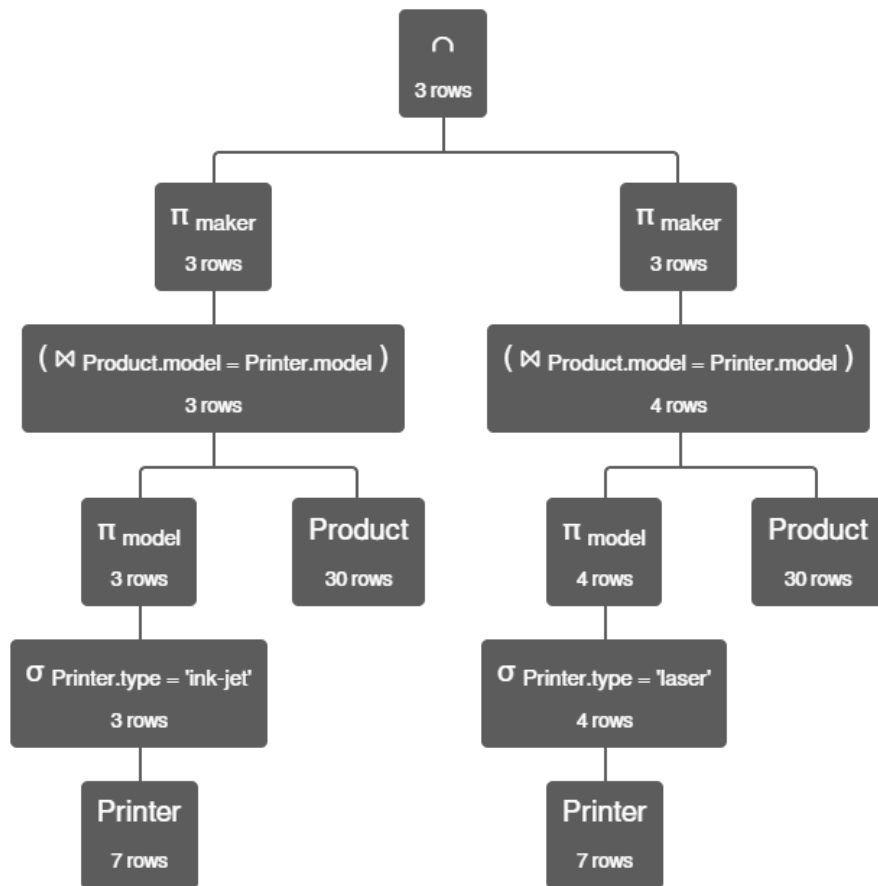 ∩
3 rows
π maker
3 rows
π maker
3 rows
( ⋈ Product.model = Printer.model )
3 rows
( ⋈ Product.model = Printer.model )
4 rows
π model
3 rows
Product
30 rows
π model
4 rows
Product
30 rows
σ Printer.type = 'ink-jet'
3 rows
σ Printer.type = 'laser'
4 rows
Printer
7 rows
Printer
7 rows